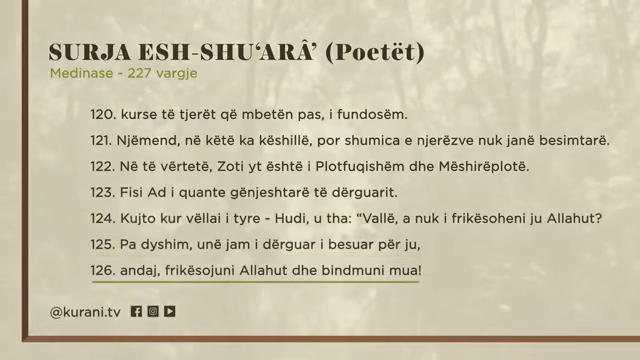 SURJA ESH-SHU‘ARÂ’ (Poetët)
Medinase - 227 vargje
120. kurse të tjerët që mbetën pas, i fundosëm.
121. Njëmend, në këtë ka këshillë, por shumica e njerëzve nuk janë besimtarë.
122. Në të vërtetë, Zoti yt është i Plotfuqishëm dhe Mëshirëplotë.
123. Fisi Ad i quante gënjeshtarë të dërguarit.
124. Kujto kur vëllai i tyre - Hudi, u tha: “Vallë, a nuk i frikësoheni ju Allahut?
125. Pa dyshim, unë jam i dërguar i besuar për ju,
126. andaj, frikësojuni Allahut dhe bindmuni mua!
@kurani.tv